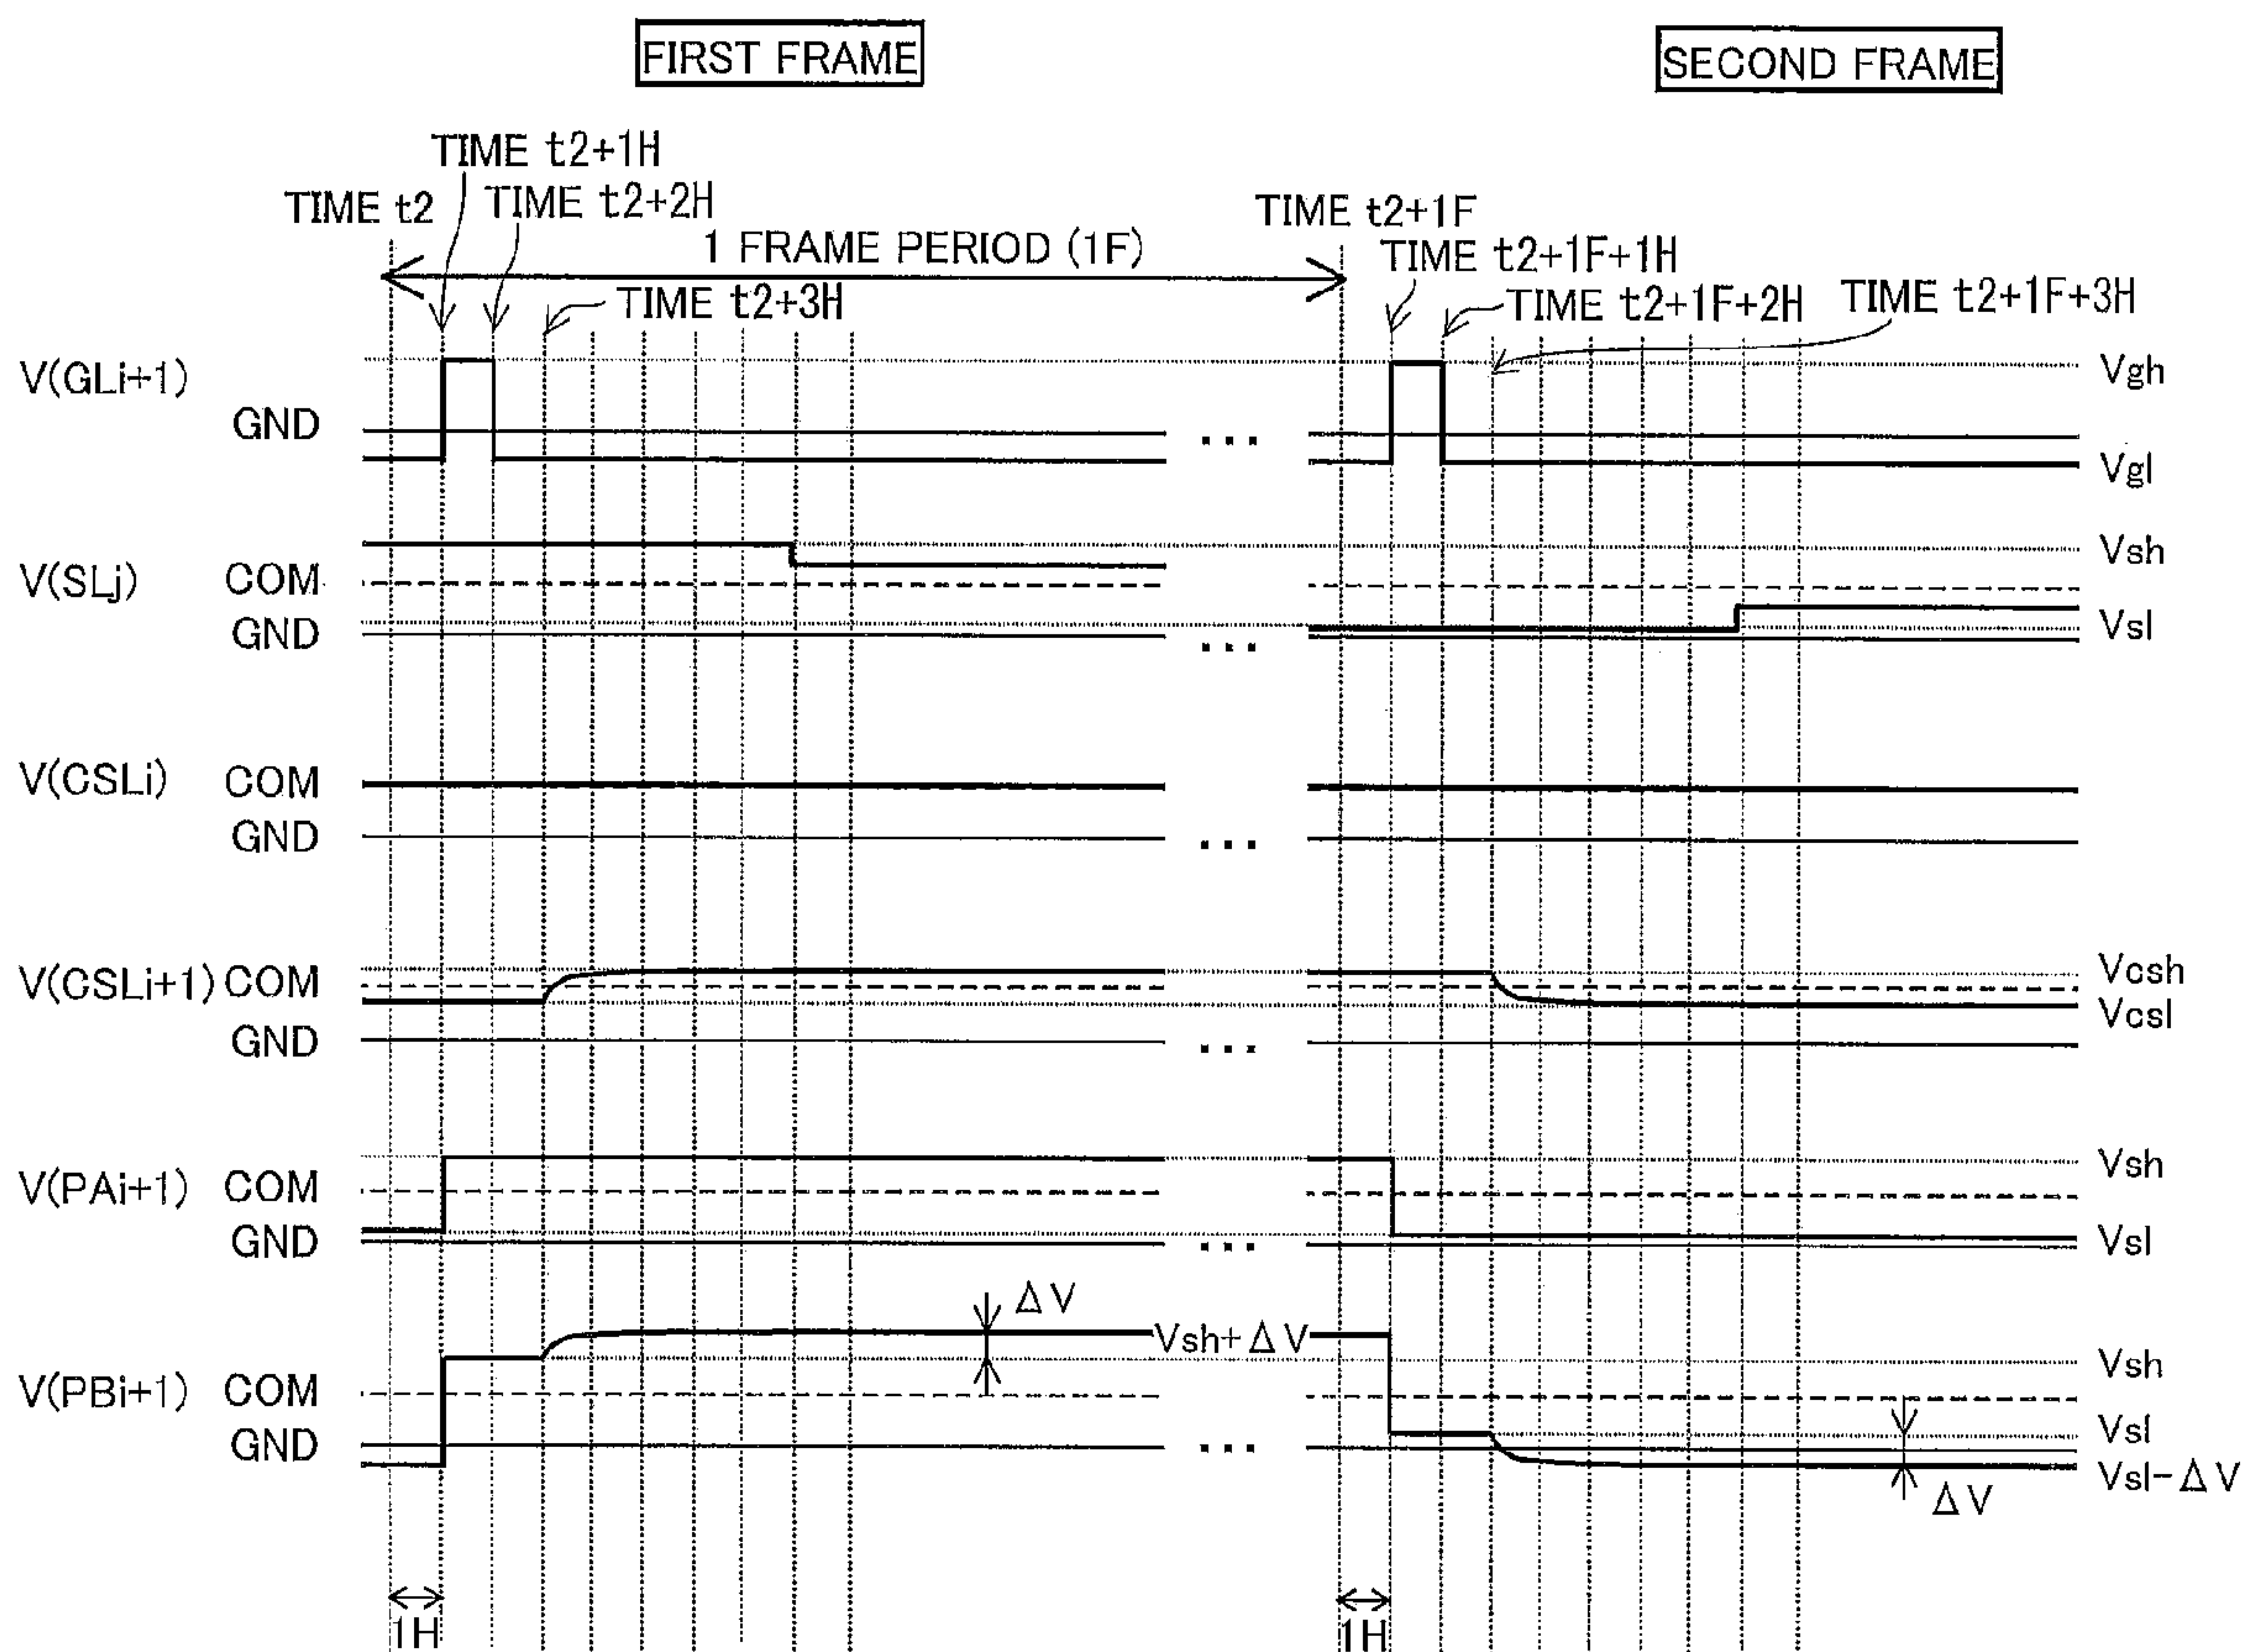 FIRST FRAME
SECOND FRAME
TIME t2+1H
TIME t2
TIME t2+2H
TIME t2+1F
1 FRAME PERIOD (1F)
TIME t2+1F+1H
TIME t2+3H
TIME t2+1F+2H
TIME t2+1F+3H
V(GLi+1)
GND
...
Vgh
Vgl
V(SLj)
COM
GND
...
Vsh
Vsl
V(CSLi)
COM
GND
...
V(CSLi+1)
COM
GND
...
Vcsh
Vcsl
V(PAi+1)
COM
GND
...
Vsh
Vsl
ΔV
Vsh+ΔV
V(PBi+1)
COM
GND
...
Vsh
Vsl
Vsl-ΔV
ΔV
1H
1H